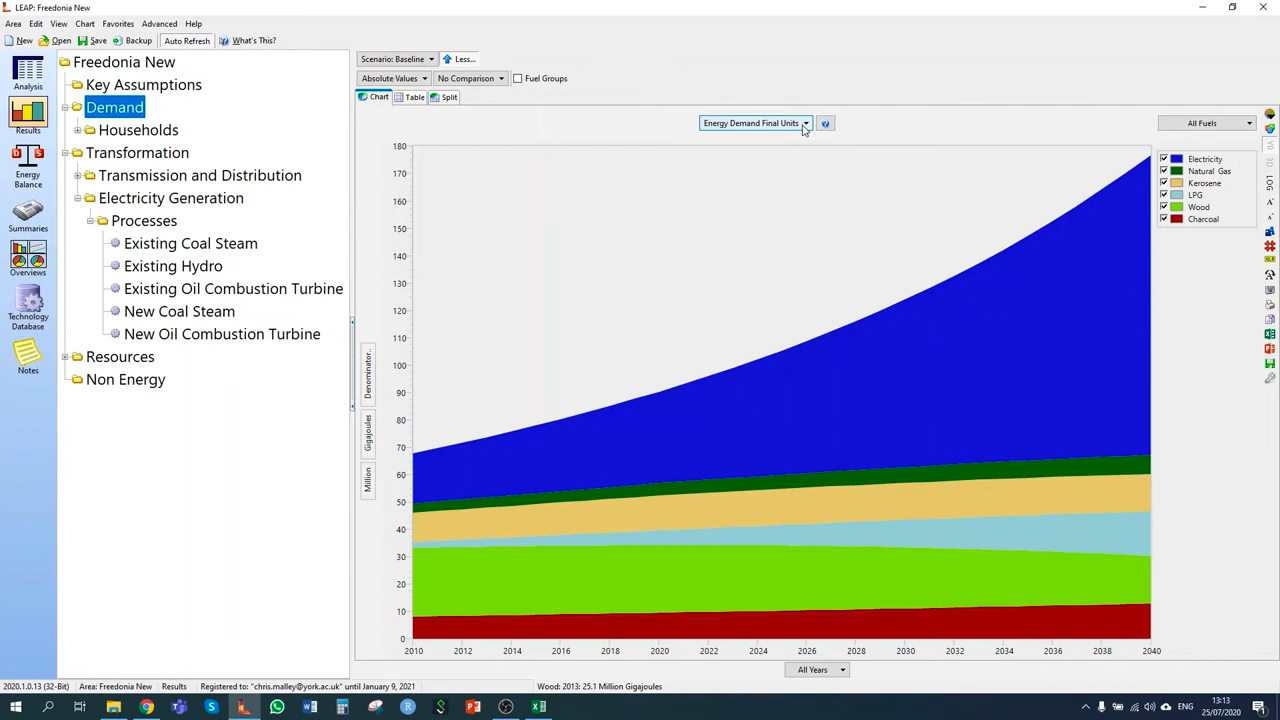 LEAP: Freedonia New
Area Edit View Chart Favorites Advanced Help
New Open Save Backup Auto Refresh What's This?
Analysis
Results
Energy
Balance
Summaries
Overviews
Technology
Database
Notes
Freedonia New
Key Assumptions
Demand
Households
Transformation
Transmission and Distribution
Electricity Generation
Processes
Existing Coal Steam
Existing Hydro
Existing Oil Combustion Turbine
New Coal Steam
New Oil Combustion Turbine
Resources
Non Energy
Scenario: Baseline Less...
Absolute Values No Comparison Fuel Groups
Chart Table Split
Energy Demand Final Units
All Fuels
180
170
160
150
140
130
120
110
100
90
80
70
60
50
40
30
20
10
0
Denominator..
Gigajoules
Million
2010 2012 2014 2016 2018 2020 2022 2024 2026 2028 2030 2032 2034 2036 2038 2040
All Years
Electricity
Natural Gas
Kerosene
LPG
Wood
Charcoal
LOG
2020.1.0.13 (32-Bit) Area: Freedonia New Results Registered to: "chris.malley@york.ac.uk" until January 9, 2021 Wood: 2013: 25.1 Million Gigajoules
13:13
25/07/2020